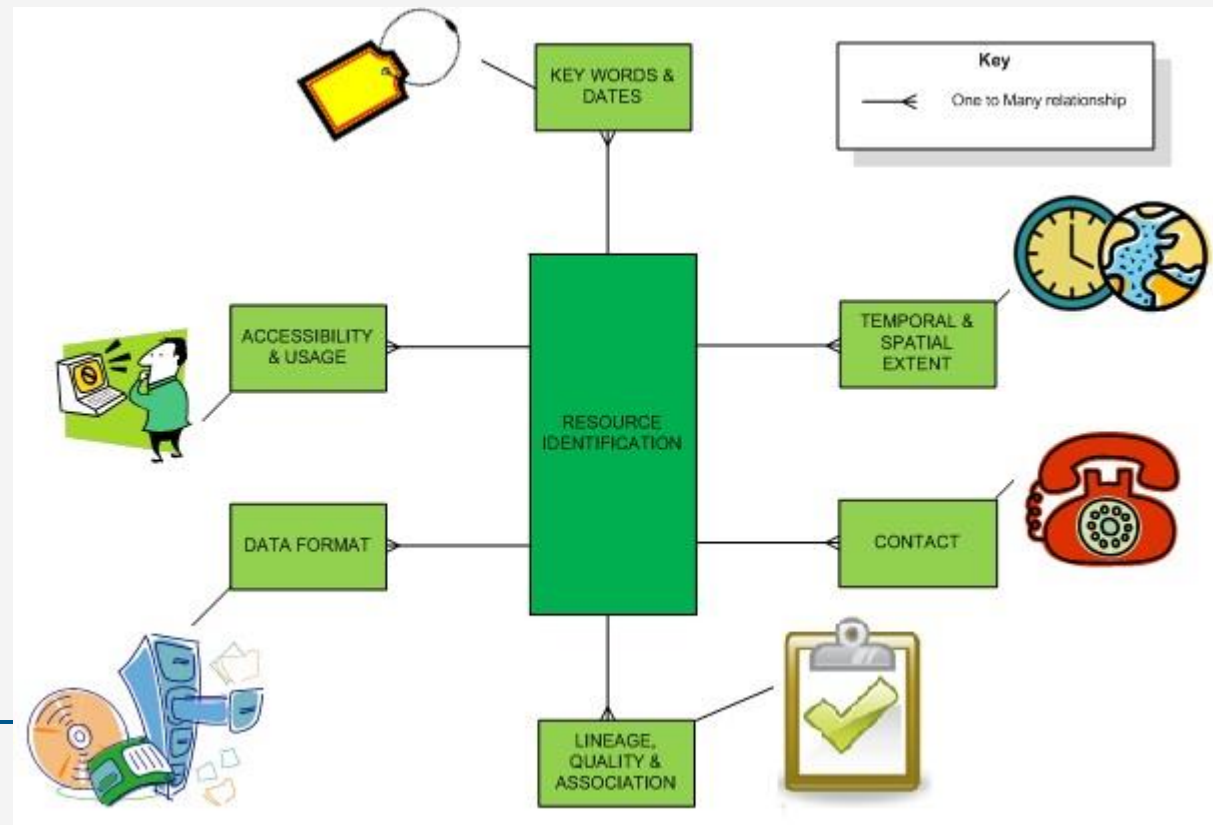 KEY WORDS &
DATES
Key
One to Many relationship
ACCESSIBILITY
& USAGE
TEMPORAL &
SPATIAL
EXTENT
RESOURCE
IDENTIFICATION
DATA FORMAT
CONTACT
LINEAGE,
QUALITY &
ASSOCIATION